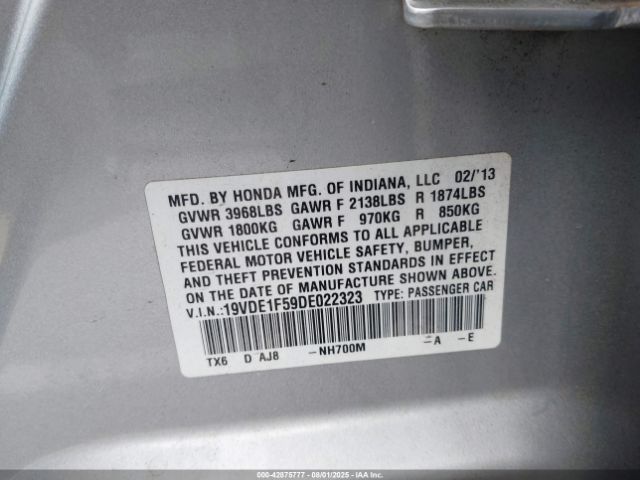 MFD. BY HONDA MFG. OF INDIANA, LLC 02/'13
GVWR 3968LBS GAWR F 2138LBS R 1874LBS
GVWR 1800KG GAWR F 970KG R 850KG
THIS VEHICLE CONFORMS TO ALL APPLICABLE
FEDERAL MOTOR VEHICLE SAFETY, BUMPER,
AND THEFT PREVENTION STANDARDS IN EFFECT
ON THE DATE OF MANUFACTURE SHOWN ABOVE.
V.I.N.:19VDE1F59DE022323 TYPE: PASSENGER CAR
TX6 D AJ8 -NH700M -A -E
000-42875777 - 08/01/2025 - IAAI.COM